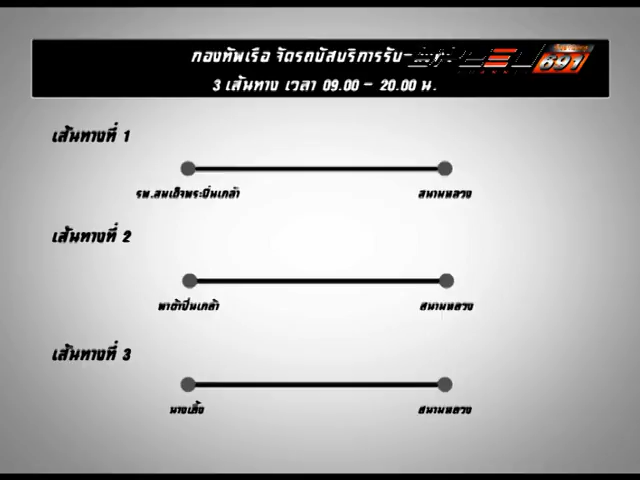 กองทัพเรือ จัดรถบัสบริการรับ-
691
3 เส้นทาง เวลา 09.00 - 20.00 น.
เส้นทางที่ 1
รพ.สมเด็จพระปิ่นเกล้า
สนามหลวง
เส้นทางที่ 2
พาต้าปิ่นเกล้า
สนามหลวง
เส้นทางที่ 3
นางเลิ้ง
สนามหลวง